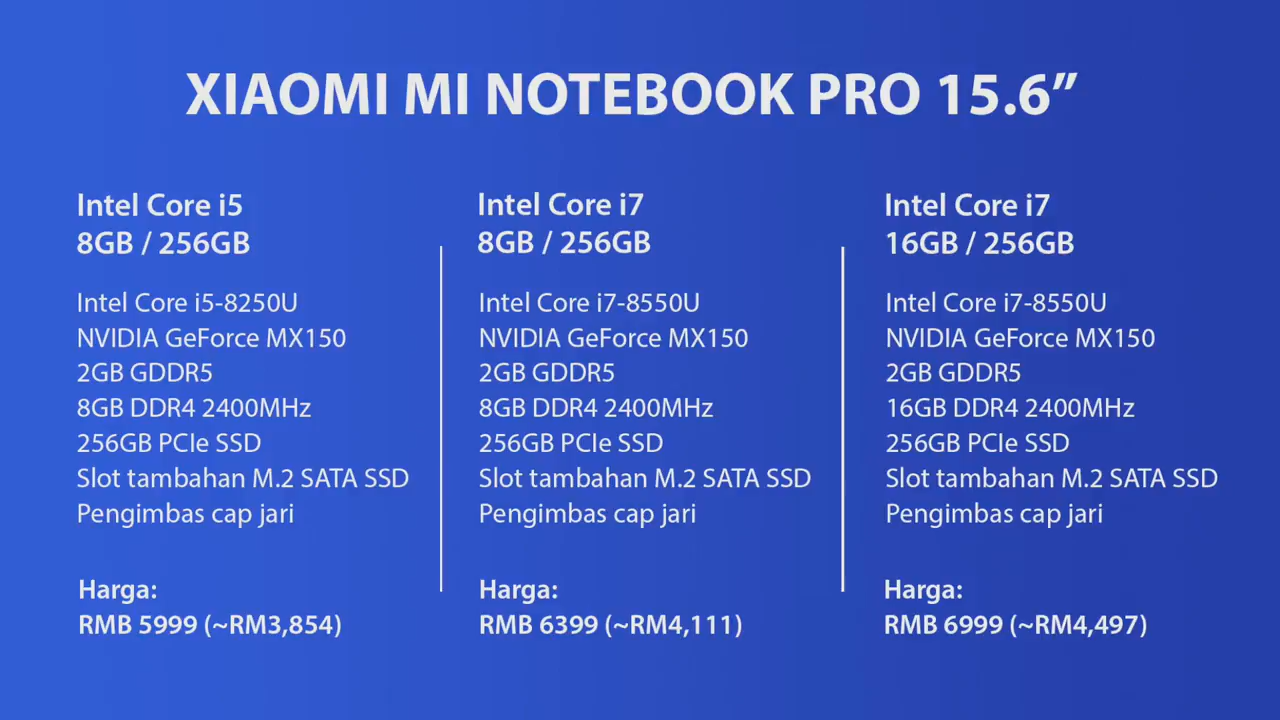 XIAOMI MI NOTEBOOK PRO 15.6”
Intel Core i5
8GB / 256GB
Intel Core i5-8250U
NVIDIA GeForce MX150
2GB GDDR5
8GB DDR4 2400MHz
256GB PCIe SSD
Slot tambahan M.2 SATA SSD
Pengimbas cap jari
Harga:
RMB 5999 (~RM3,854)
Intel Core i7
8GB / 256GB
Intel Core i7-8550U
NVIDIA GeForce MX150
2GB GDDR5
8GB DDR4 2400MHz
256GB PCIe SSD
Slot tambahan M.2 SATA SSD
Pengimbas cap jari
Harga:
RMB 6399 (~RM4,111)
Intel Core i7
16GB / 256GB
Intel Core i7-8550U
NVIDIA GeForce MX150
2GB GDDR5
16GB DDR4 2400MHz
256GB PCIe SSD
Slot tambahan M.2 SATA SSD
Pengimbas cap jari
Harga:
RMB 6999 (~RM4,497)